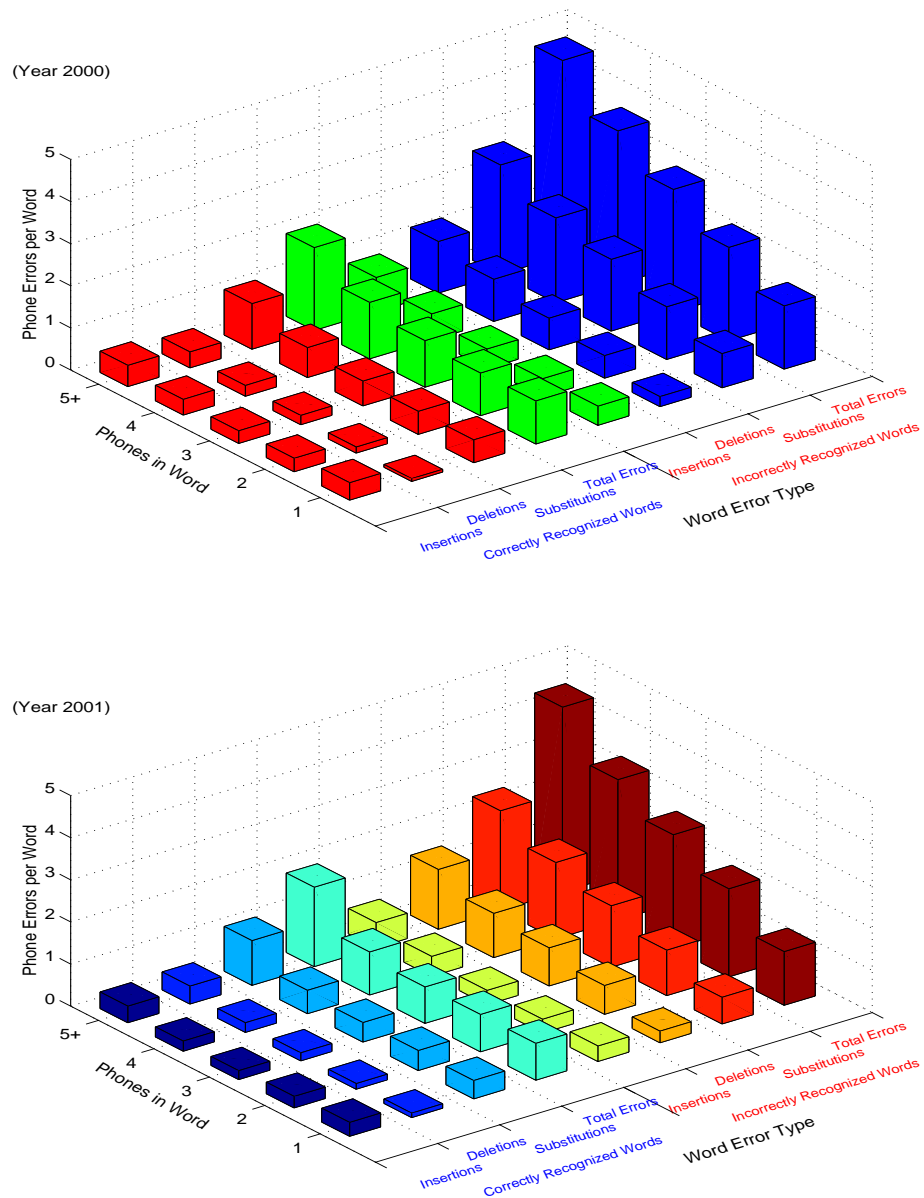 (Year 2000)
Phone Errors per Word
5
4
3
2
1
0
5+
4
3
2
1
Phones in Word
Insertions
Deletions
Substitutions
Total Errors
Correctly Recognized Words
Insertions
Deletions
Substitutions
Total Errors
Incorrectly Recognized Words
Word Error Type
(Year 2001)
Phone Errors per Word
5
4
3
2
1
0
5+
4
3
2
1
Phones in Word
Insertions
Deletions
Substitutions
Total Errors
Correctly Recognized Words
Insertions
Deletions
Substitutions
Total Errors
Incorrectly Recognized Words
Word Error Type